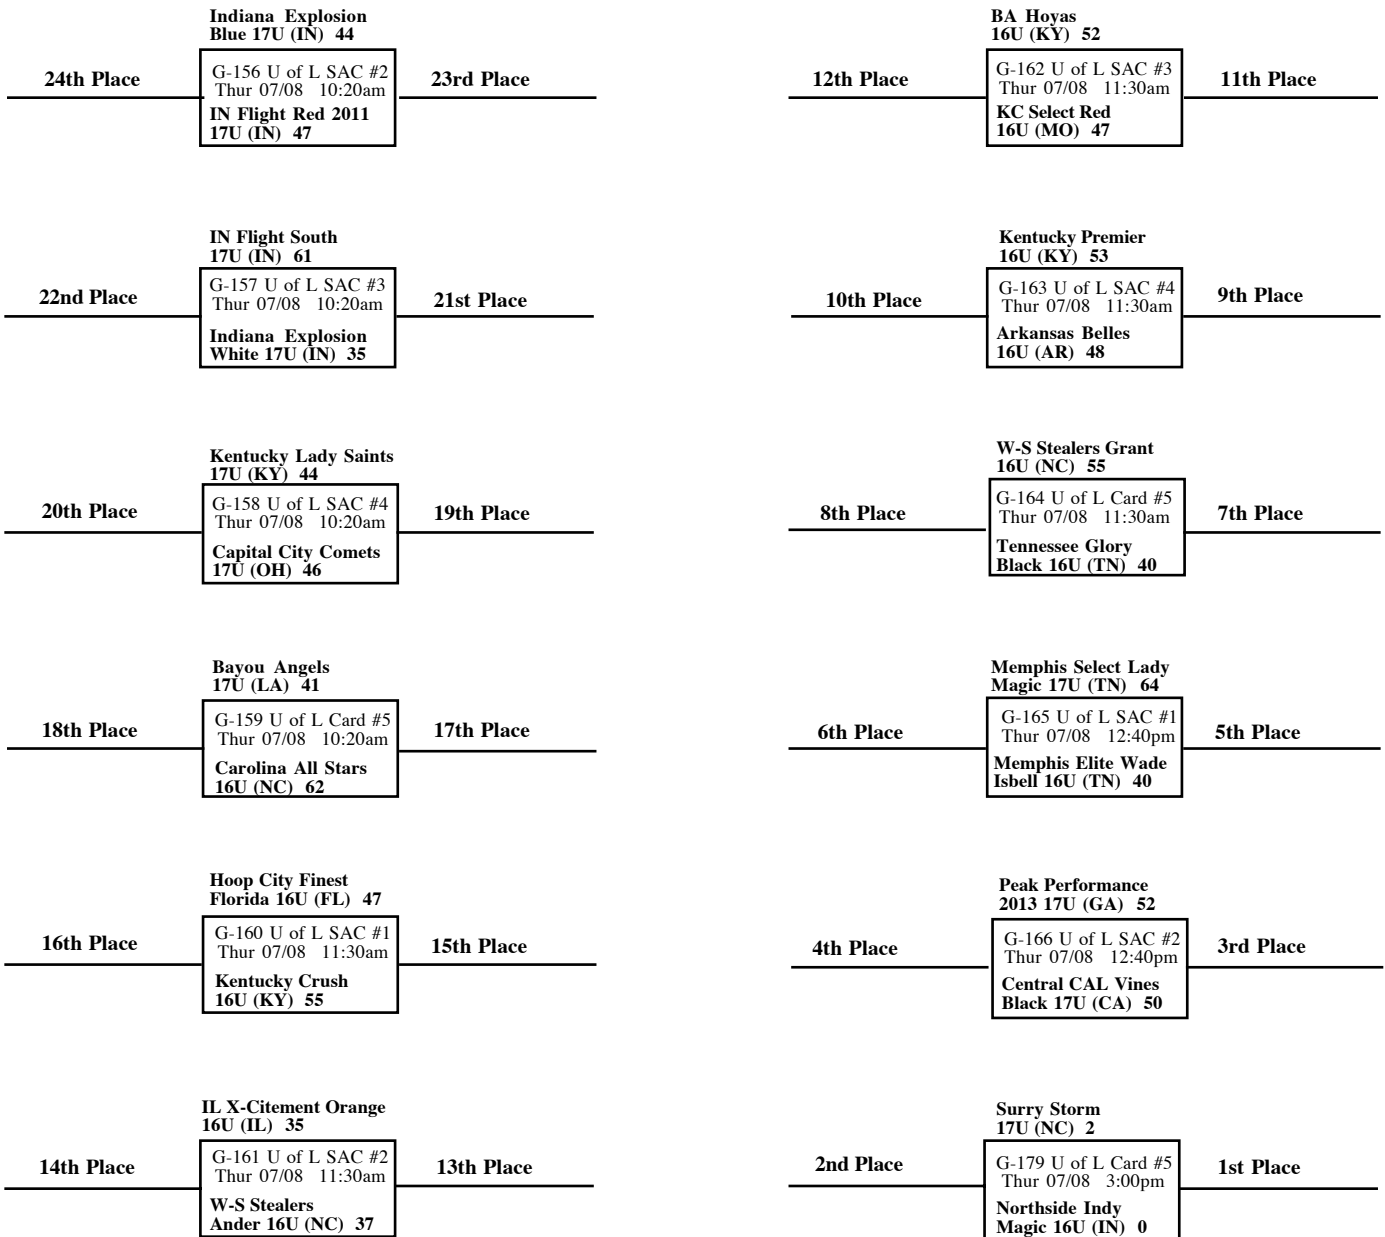 Indiana Explosion
Blue 17U (IN) 44
24th Place
G-156 U of L SAC #2
Thur 07/08 10:20am
23rd Place
IN Flight Red 2011
17U (IN) 47
IN Flight South
17U (IN) 61
22nd Place
G-157 U of L SAC #3
Thur 07/08 10:20am
21st Place
Indiana Explosion
White 17U (IN) 35
Kentucky Lady Saints
17U (KY) 44
20th Place
G-158 U of L SAC #4
Thur 07/08 10:20am
19th Place
Capital City Comets
17U (OH) 46
Bayou Angels
17U (LA) 41
18th Place
G-159 U of L Card #5
Thur 07/08 10:20am
17th Place
Carolina All Stars
16U (NC) 62
Hoop City Finest
Florida 16U (FL) 47
16th Place
G-160 U of L SAC #1
Thur 07/08 11:30am
15th Place
Kentucky Crush
16U (KY) 55
IL X-Citement Orange
16U (IL) 35
14th Place
G-161 U of L SAC #2
Thur 07/08 11:30am
13th Place
W-S Stealers
Ander 16U (NC) 37
BA Hoyas
16U (KY) 52
12th Place
G-162 U of L SAC #3
Thur 07/08 11:30am
11th Place
KC Select Red
16U (MO) 47
Kentucky Premier
16U (KY) 53
10th Place
G-163 U of L SAC #4
Thur 07/08 11:30am
9th Place
Arkansas Belles
16U (AR) 48
W-S Stealers Grant
16U (NC) 55
8th Place
G-164 U of L Card #5
Thur 07/08 11:30am
7th Place
Tennessee Glory
Black 16U (TN) 40
Memphis Select Lady
Magic 17U (TN) 64
6th Place
G-165 U of L SAC #1
Thur 07/08 12:40pm
5th Place
Memphis Elite Wade
Isbell 16U (TN) 40
Peak Performance
2013 17U (GA) 52
4th Place
G-166 U of L SAC #2
Thur 07/08 12:40pm
3rd Place
Central CAL Vines
Black 17U (CA) 50
Surry Storm
17U (NC) 2
2nd Place
G-179 U of L Card #5
Thur 07/08 3:00pm
1st Place
Northside Indy
Magic 16U (IN) 0